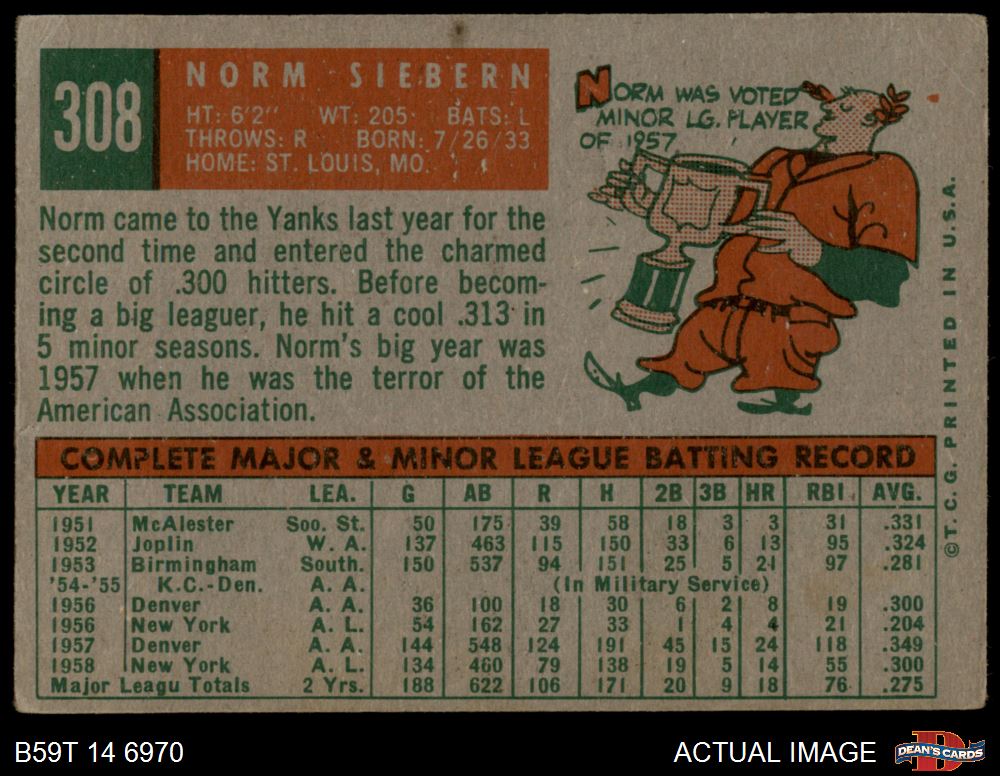 308
NORM SIEBERN
HT: 6'2" WT: 205 BATS: L
THROWS: R BORN: 7/26/33
HOME: ST. LOUIS, MO.
NORM WAS VOTED
MINOR LG. PLAYER
OF 1957
Norm came to the Yanks last year for the
second time and entered the charmed
circle of .300 hitters. Before becom-
ing a big leaguer, he hit a cool .313 in
5 minor seasons. Norm's big year was
1957 when he was the terror of the
American Association.
©T.C.G. PRINTED IN U.S.A.
COMPLETE MAJOR & MINOR LEAGUE BATTING RECORD
YEAR TEAM LEA. G AB R H 2B 3B HR RBI AVG.
1951 McAlester Soo. St. 50 175 39 58 18 3 3 31 .331
1952 Joplin W. A. 137 463 115 150 33 6 13 95 .324
1953 Birmingham South. 150 537 94 151 25 5 21 97 .281
'54-'55 K.C.-Den. A. A. (In Military Service)
1956 Denver A. A. 36 100 18 30 6 2 8 19 .300
1956 New York A. L. 54 162 27 33 1 4 4 21 .204
1957 Denver A. A. 144 548 124 191 45 15 24 118 .349
1958 New York A. L. 134 460 79 138 19 5 14 55 .300
Major Leagu Totals 2 Yrs. 188 622 106 171 20 9 18 76 .275
B59T 14 6970
ACTUAL IMAGE
DEAN'S CARDS